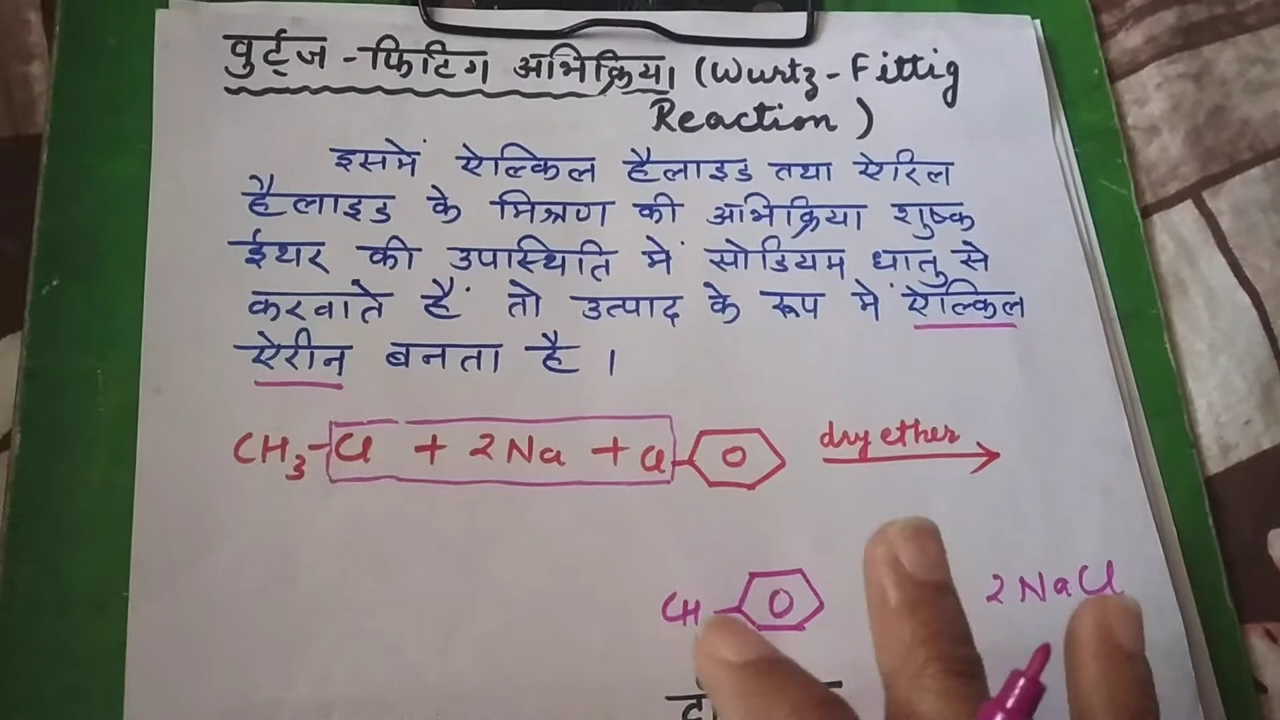 वुर्ट्ज - फिटिग अभिक्रिया (Wurtz - Fittig
Reaction)
इसमें ऐल्किल हैलाइड तथा ऐरिल
हैलाइड के मिश्रण की अभिक्रिया शुष्क
ईथर की उपस्थिति में सोडियम धातु से
करवाते हैं तो उत्पाद के रूप में ऐल्किल
ऐरीन बनता है ।
CH3-Cl + 2Na + Cl- dry ether
CH 2NaCl